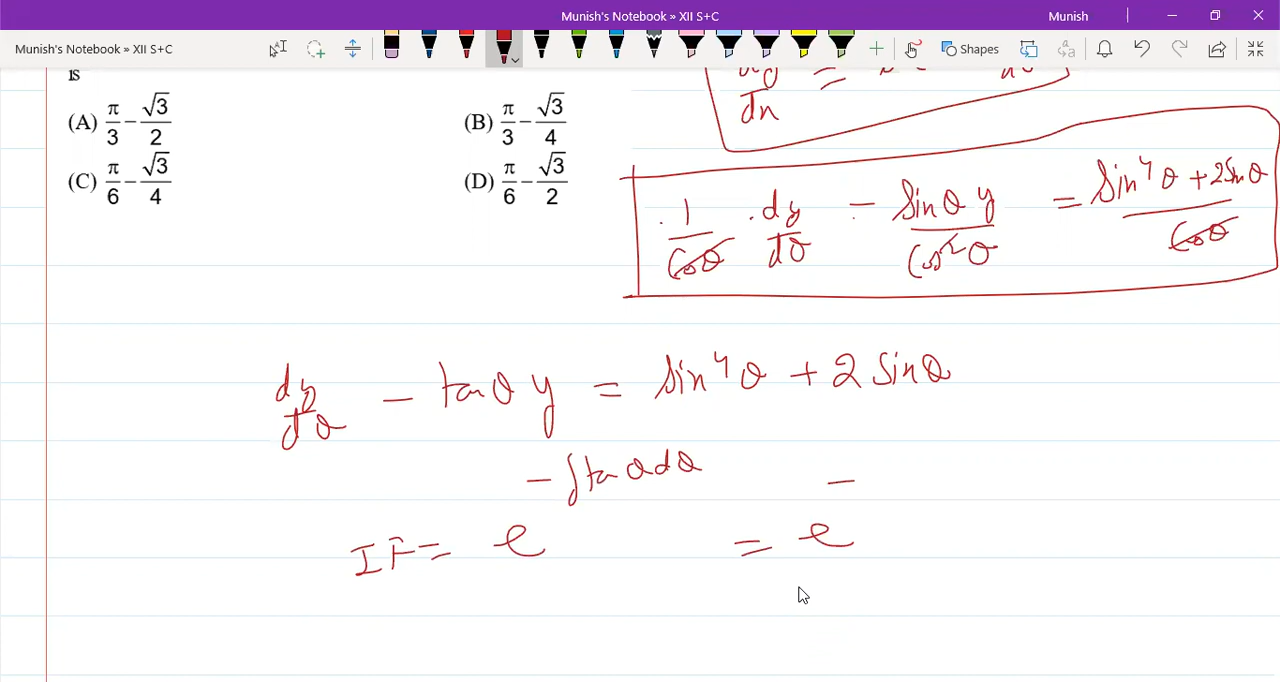 Munish's Notebook » XII S+C
Munish
Munish's Notebook » XII S+C
Shapes
is
(A) π/3 − √3/2
(B) π/3 − √3/4
(C) π/6 − √3/4
(D) π/6 − √3/2
dy/dx =
1/cosθ . dy/dθ − sinθ y/cos²θ = sin⁴θ + 2sinθ/cosθ
dy/dθ − tanθ y = sin⁴θ + 2 sinθ
− ∫tanθdθ −
IF = e = e